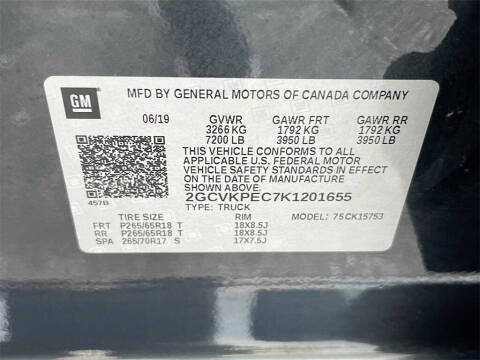 GM
MFD BY GENERAL MOTORS OF CANADA COMPANY
06/19 GVWR GAWR FRT GAWR RR
3266 KG 1792 KG 1792 KG
7200 LB 3950 LB 3950 LB
THIS VEHICLE CONFORMS TO ALL
APPLICABLE U.S. FEDERAL MOTOR
VEHICLE SAFETY STANDARDS IN EFFECT
ON THE DATE OF MANUFACTURE SHOWN ABOVE.
457B 2GCVKPEC7K1201655
TYPE: TRUCK MODEL: 75CK15753
TIRE SIZE RIM
FRT P265/65R18 T 18X8.5J
RR P265/65R18 T 18X8.5J
SPA 265/70R17 S 17X7.5J